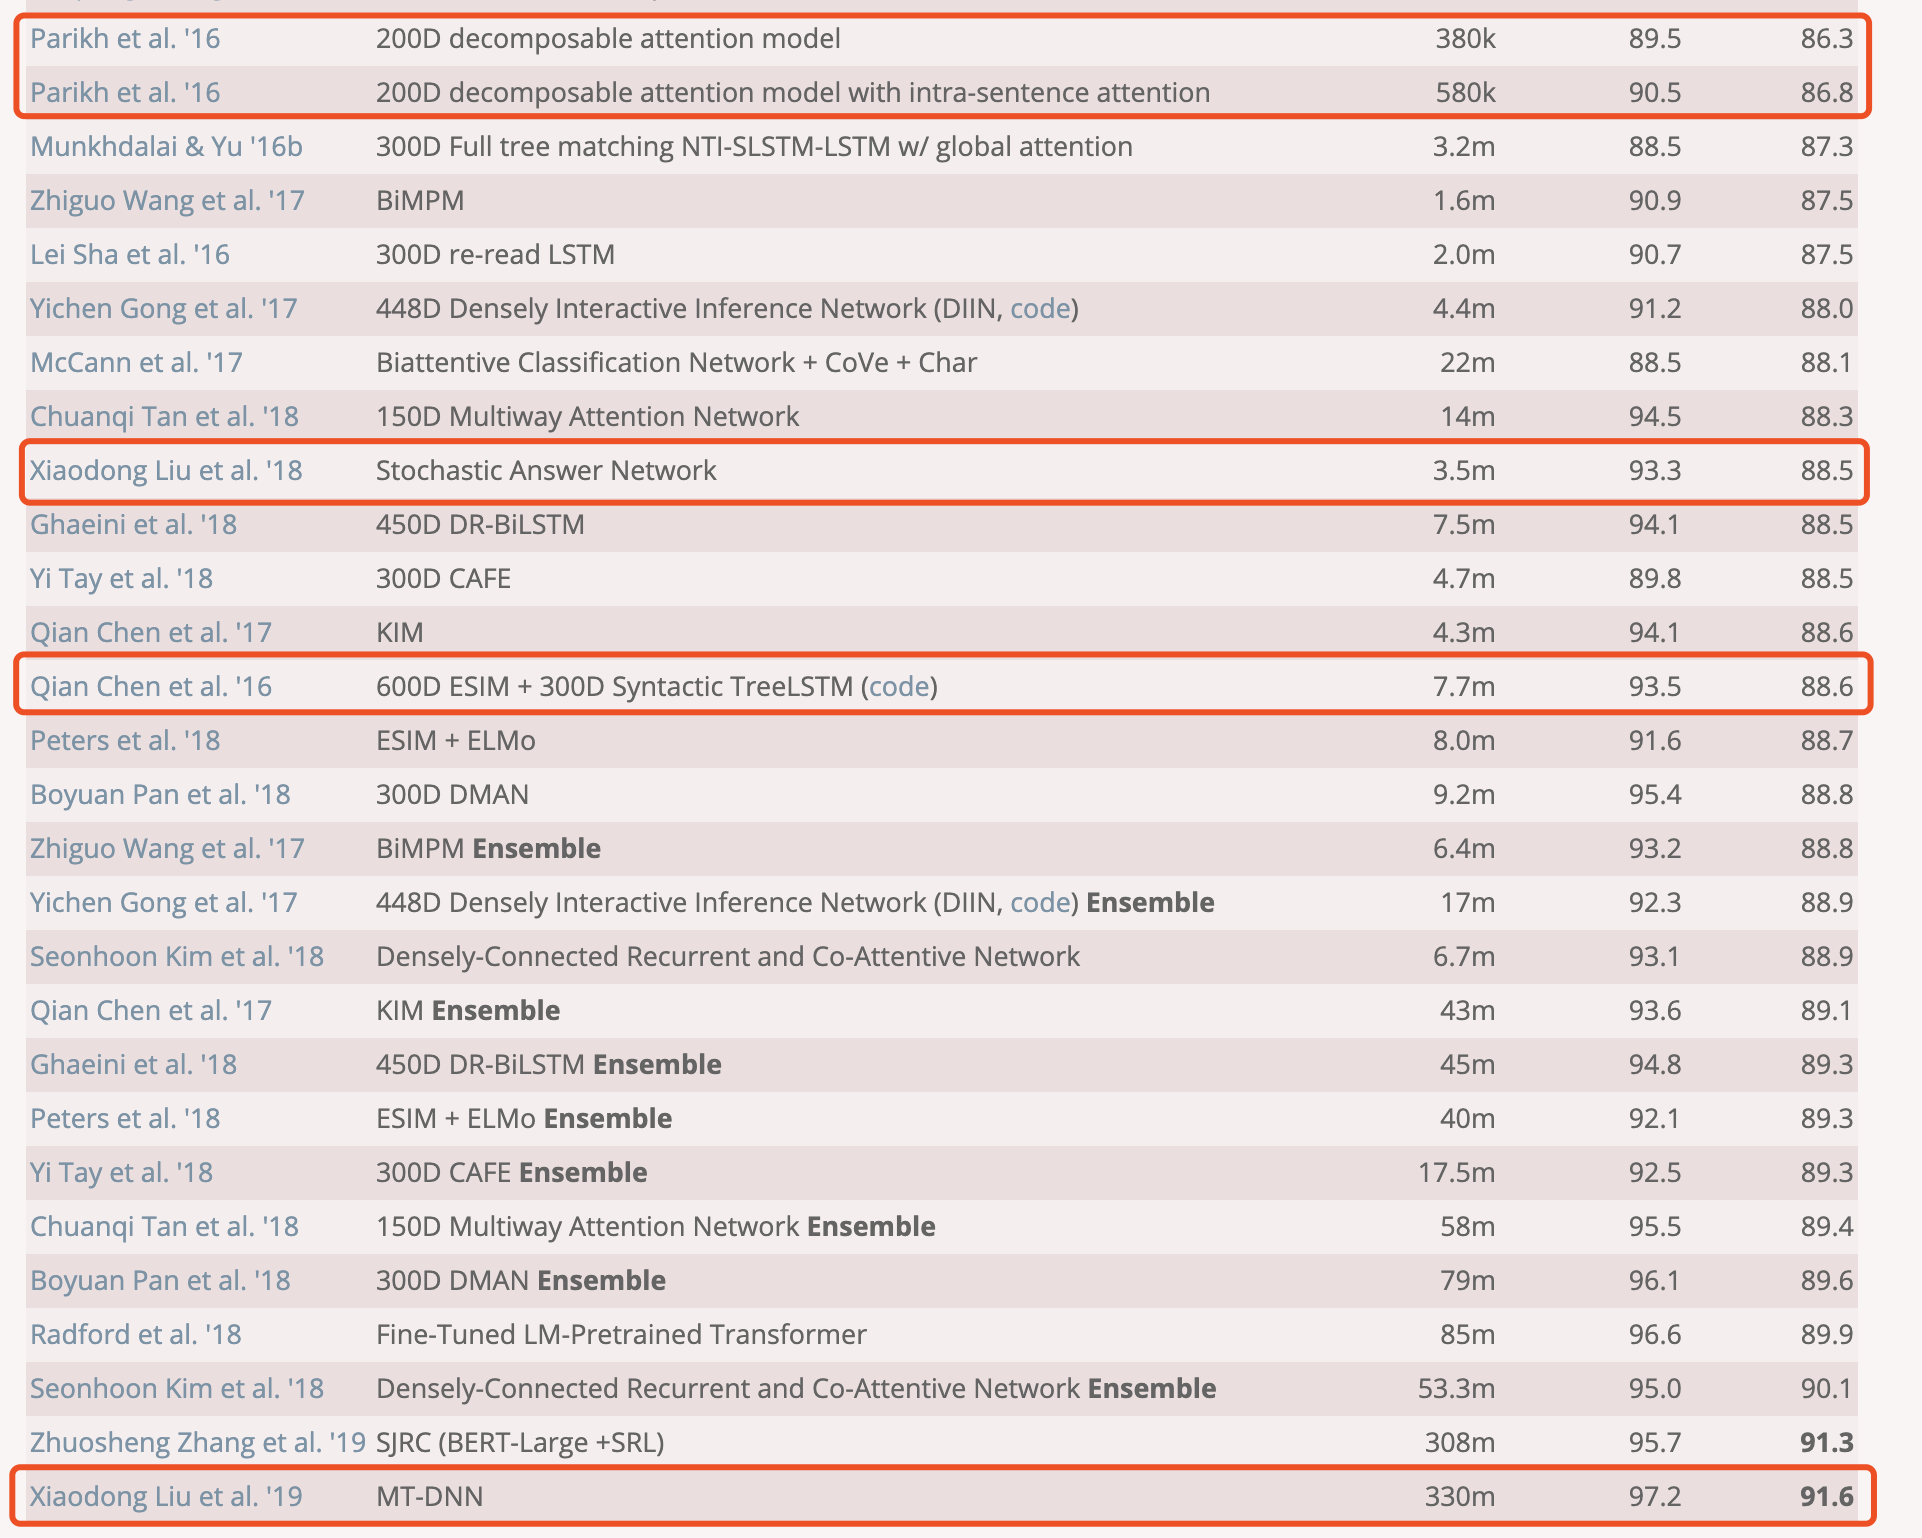 Parikh et al. '16 200D decomposable attention model 380k 89.5 86.3
Parikh et al. '16 200D decomposable attention model with intra-sentence attention 580k 90.5 86.8
Munkhdalai & Yu '16b 300D Full tree matching NTI-SLSTM-LSTM w/ global attention 3.2m 88.5 87.3
Zhiguo Wang et al. '17 BiMPM 1.6m 90.9 87.5
Lei Sha et al. '16 300D re-read LSTM 2.0m 90.7 87.5
Yichen Gong et al. '17 448D Densely Interactive Inference Network (DIIN, code) 4.4m 91.2 88.0
McCann et al. '17 Biattentive Classification Network + CoVe + Char 22m 88.5 88.1
Chuanqi Tan et al. '18 150D Multiway Attention Network 14m 94.5 88.3
Xiaodong Liu et al. '18 Stochastic Answer Network 3.5m 93.3 88.5
Ghaeini et al. '18 450D DR-BiLSTM 7.5m 94.1 88.5
Yi Tay et al. '18 300D CAFE 4.7m 89.8 88.5
Qian Chen et al. '17 KIM 4.3m 94.1 88.6
Qian Chen et al. '16 600D ESIM + 300D Syntactic TreeLSTM (code) 7.7m 93.5 88.6
Peters et al. '18 ESIM + ELMo 8.0m 91.6 88.7
Boyuan Pan et al. '18 300D DMAN 9.2m 95.4 88.8
Zhiguo Wang et al. '17 BiMPM Ensemble 6.4m 93.2 88.8
Yichen Gong et al. '17 448D Densely Interactive Inference Network (DIIN, code) Ensemble 17m 92.3 88.9
Seonhoon Kim et al. '18 Densely-Connected Recurrent and Co-Attentive Network 6.7m 93.1 88.9
Qian Chen et al. '17 KIM Ensemble 43m 93.6 89.1
Ghaeini et al. '18 450D DR-BiLSTM Ensemble 45m 94.8 89.3
Peters et al. '18 ESIM + ELMo Ensemble 40m 92.1 89.3
Yi Tay et al. '18 300D CAFE Ensemble 17.5m 92.5 89.3
Chuanqi Tan et al. '18 150D Multiway Attention Network Ensemble 58m 95.5 89.4
Boyuan Pan et al. '18 300D DMAN Ensemble 79m 96.1 89.6
Radford et al. '18 Fine-Tuned LM-Pretrained Transformer 85m 96.6 89.9
Seonhoon Kim et al. '18 Densely-Connected Recurrent and Co-Attentive Network Ensemble 53.3m 95.0 90.1
Zhuosheng Zhang et al. '19 SJRC (BERT-Large +SRL) 308m 95.7 91.3
Xiaodong Liu et al. '19 MT-DNN 330m 97.2 91.6